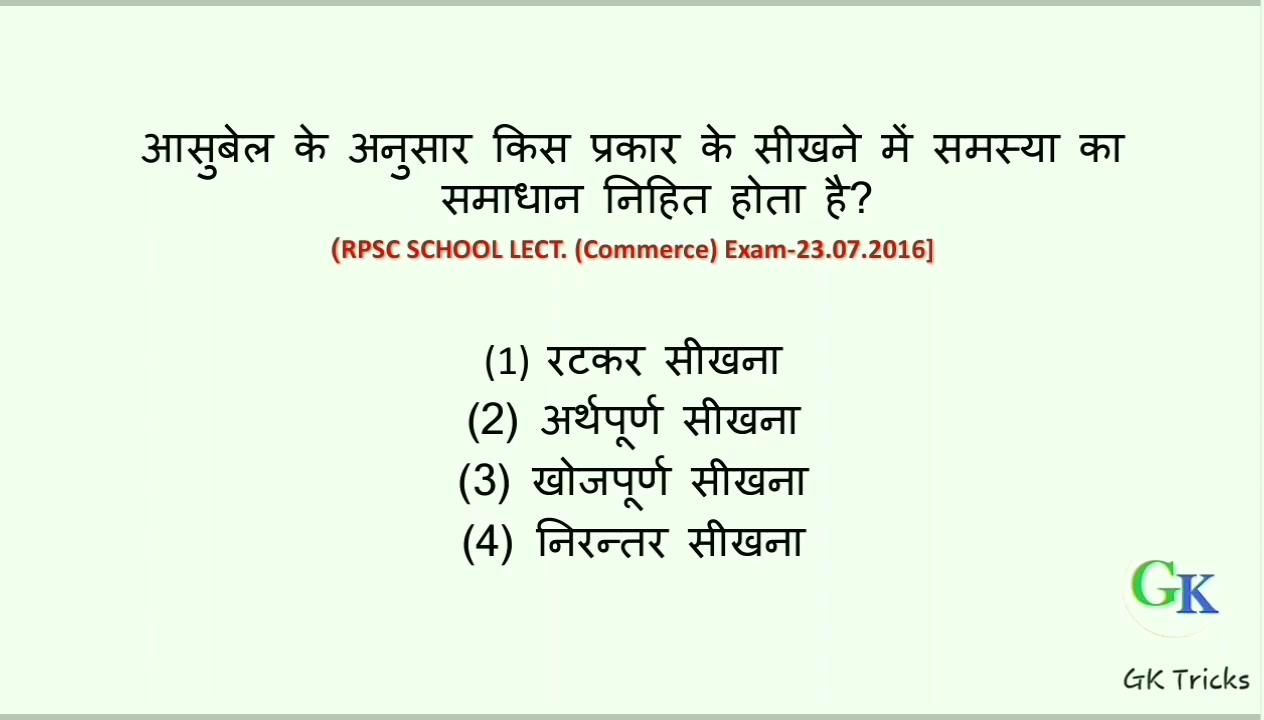 आसुबेल के अनुसार किस प्रकार के सीखने में समस्या का
समाधान निहित होता है?
(RPSC SCHOOL LECT. (Commerce) Exam-23.07.2016]
(1) रटकर सीखना
(2) अर्थपूर्ण सीखना
(3) खोजपूर्ण सीखना
(4) निरन्तर सीखना
GK
GK Tricks